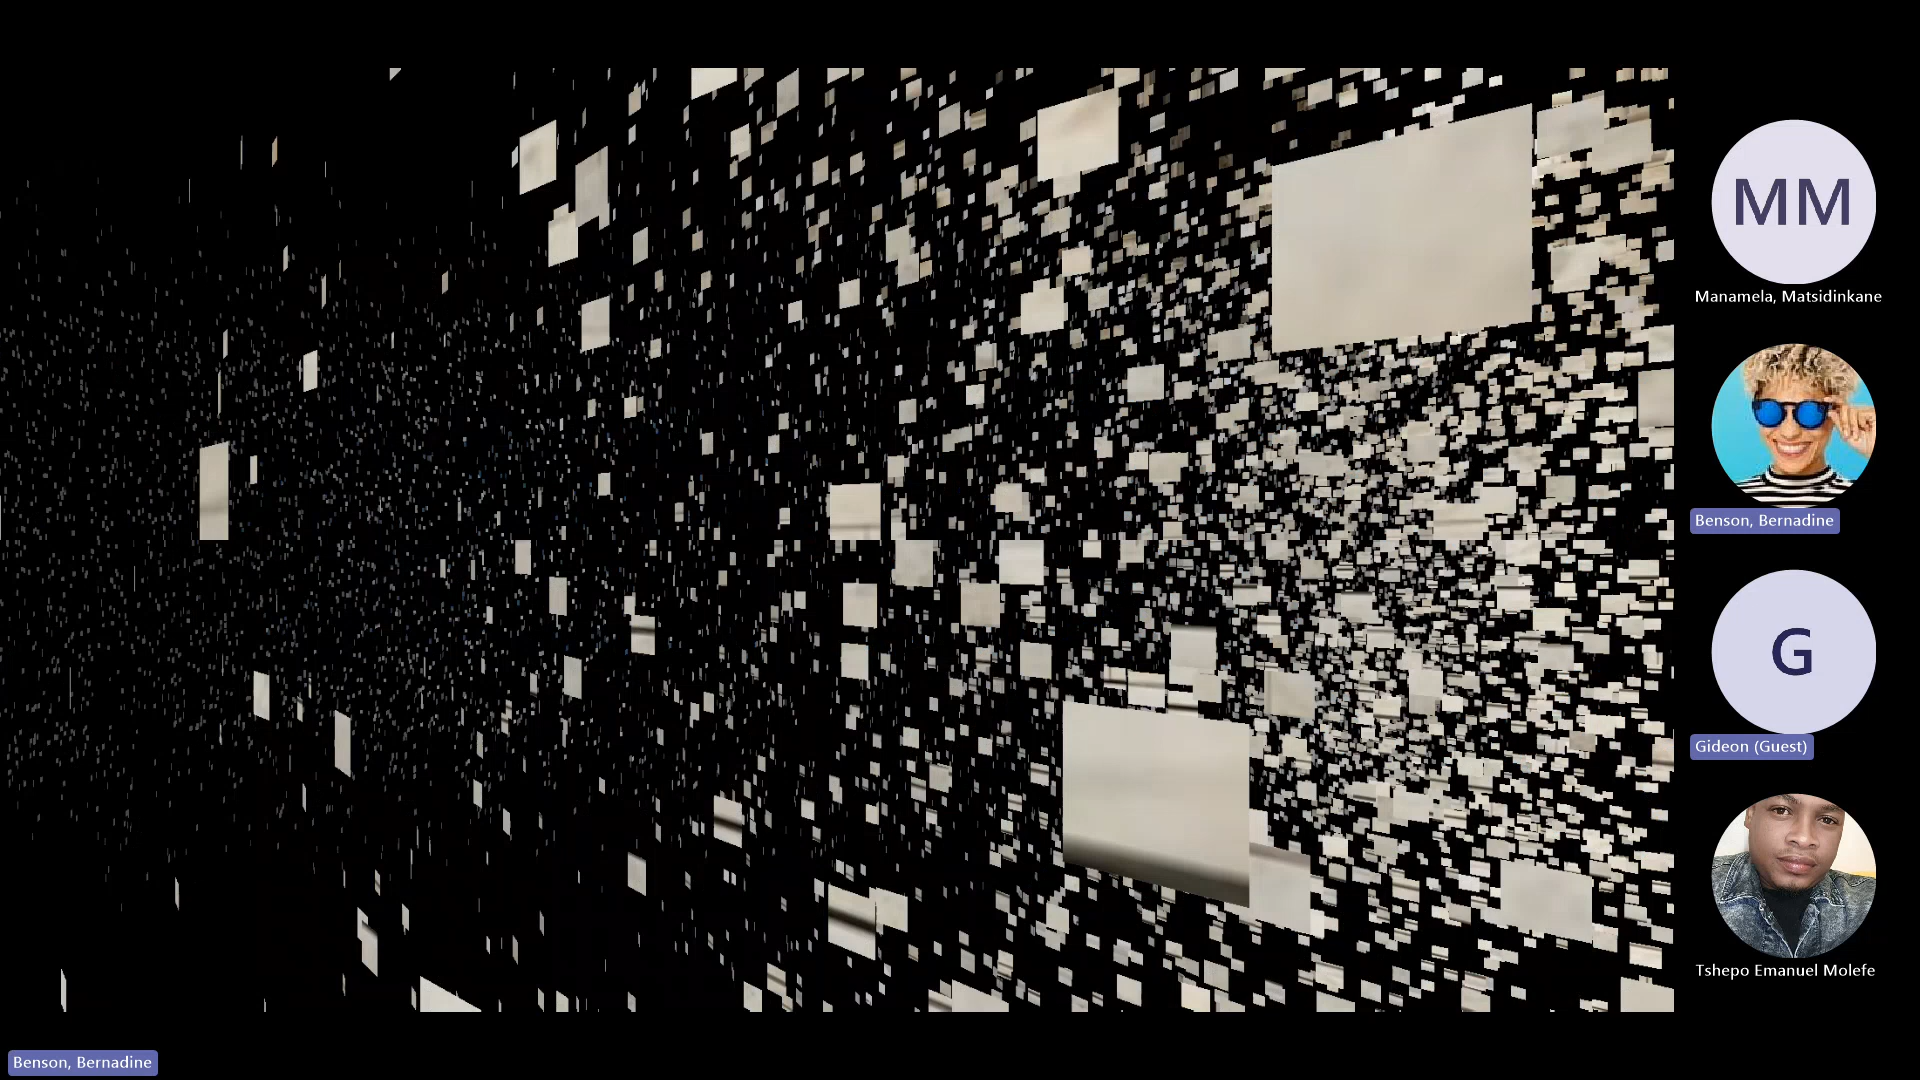 MM
Manamela, Matsidinkane
Benson, Bernadine
G
Gideon (Guest)
Tshepo Emanuel Molefe
Benson, Bernadine